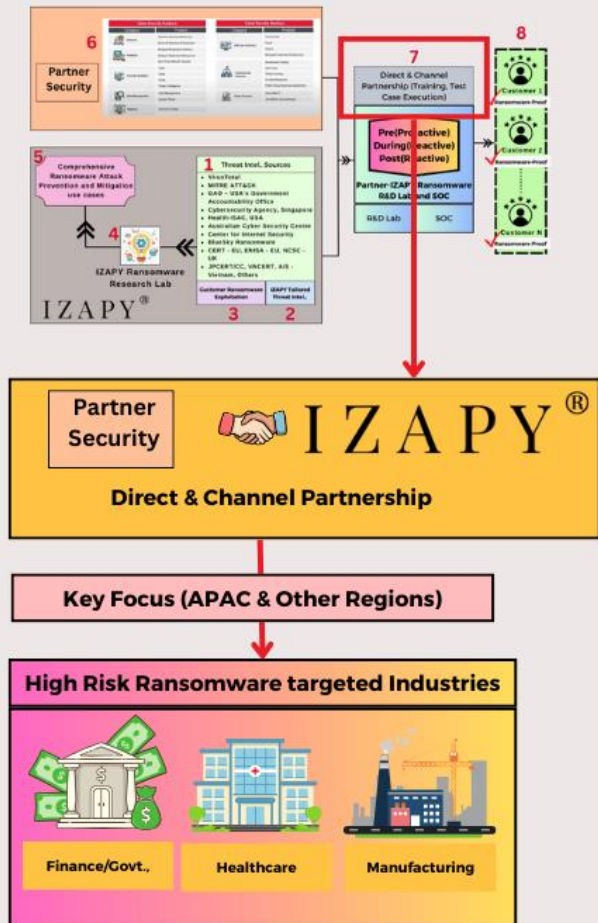 6
Partner
Security
7
Direct & Channel
Partnership (Training, Test
Case Execution)
Pre(Proactive)
During(Reactive)
Post(Reactive)
Partner-IZAPY Ransomware
R&D Lab and SOC
R&D Lab
SOC
8
Customer 1
Ransomware-Proof
Customer 2
Ransomware-Proof
Customer N
Ransomware-Proof
5
Comprehensive
Ransomware Attack
Prevention and Mitigation
use cases
4
IZAPY Ransomware
Research Lab
IZAPY®
1
Threat Intel. Sources
VirusTotal
MITRE ATT&CK
GAO - USA's Government
Accountability Office
Cybersecurity Agency, Singapore
Health-ISAC, USA
Australian Cyber Security Centre
Center for Internet Security
BlueSky Ransomware
CERT - EU, ENISA - EU, NCSC -
UK
JPCERT/CC, VNCERT, AIS -
Vietnam, Others
Customer Ransomware
Exploitation
3
IZAPY Tailored
Threat Intel.
2
Partner
Security
IZAPY®
Direct & Channel Partnership
Key Focus (APAC & Other Regions)
High Risk Ransomware targeted Industries
Finance/Govt.,
Healthcare
Manufacturing